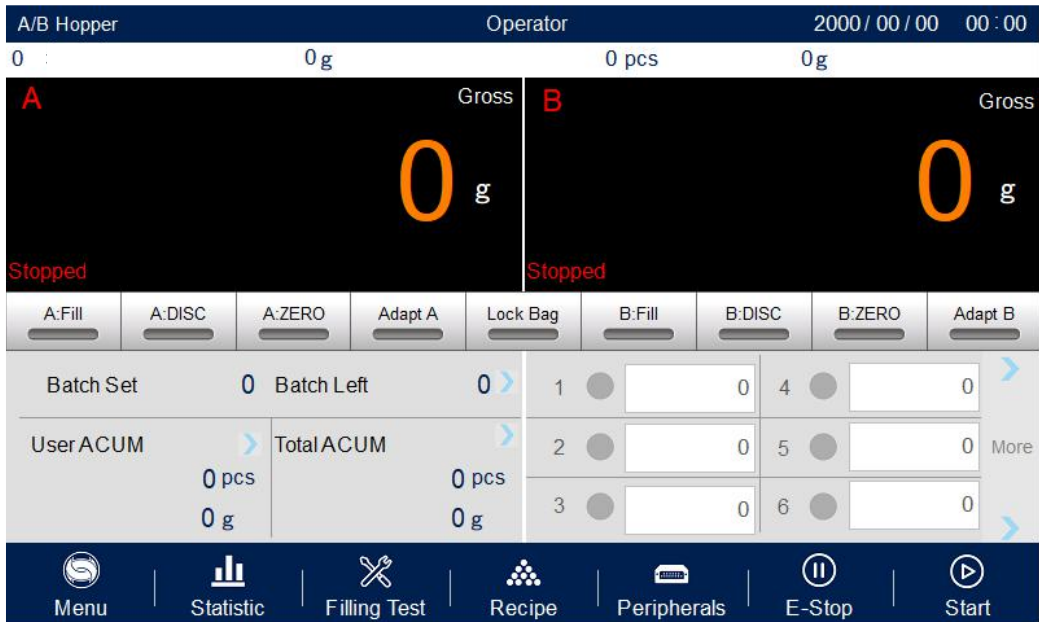 A/B Hopper Operator 2000/00/00 00:00
0 : 0 g 0 pcs 0 g
A Gross B Gross
0 g 0 g
Stopped Stopped
A:Fill A:DISC A:ZERO Adapt A Lock Bag B:Fill B:DISC B:ZERO Adapt B
Batch Set 0 Batch Left 0 1 0 4 0
User ACUM Total ACUM 2 0 5 0 More
0 pcs 0 pcs
0 g 0 g 3 0 6 0
Menu Statistic Filling Test Recipe Peripherals E-Stop Start